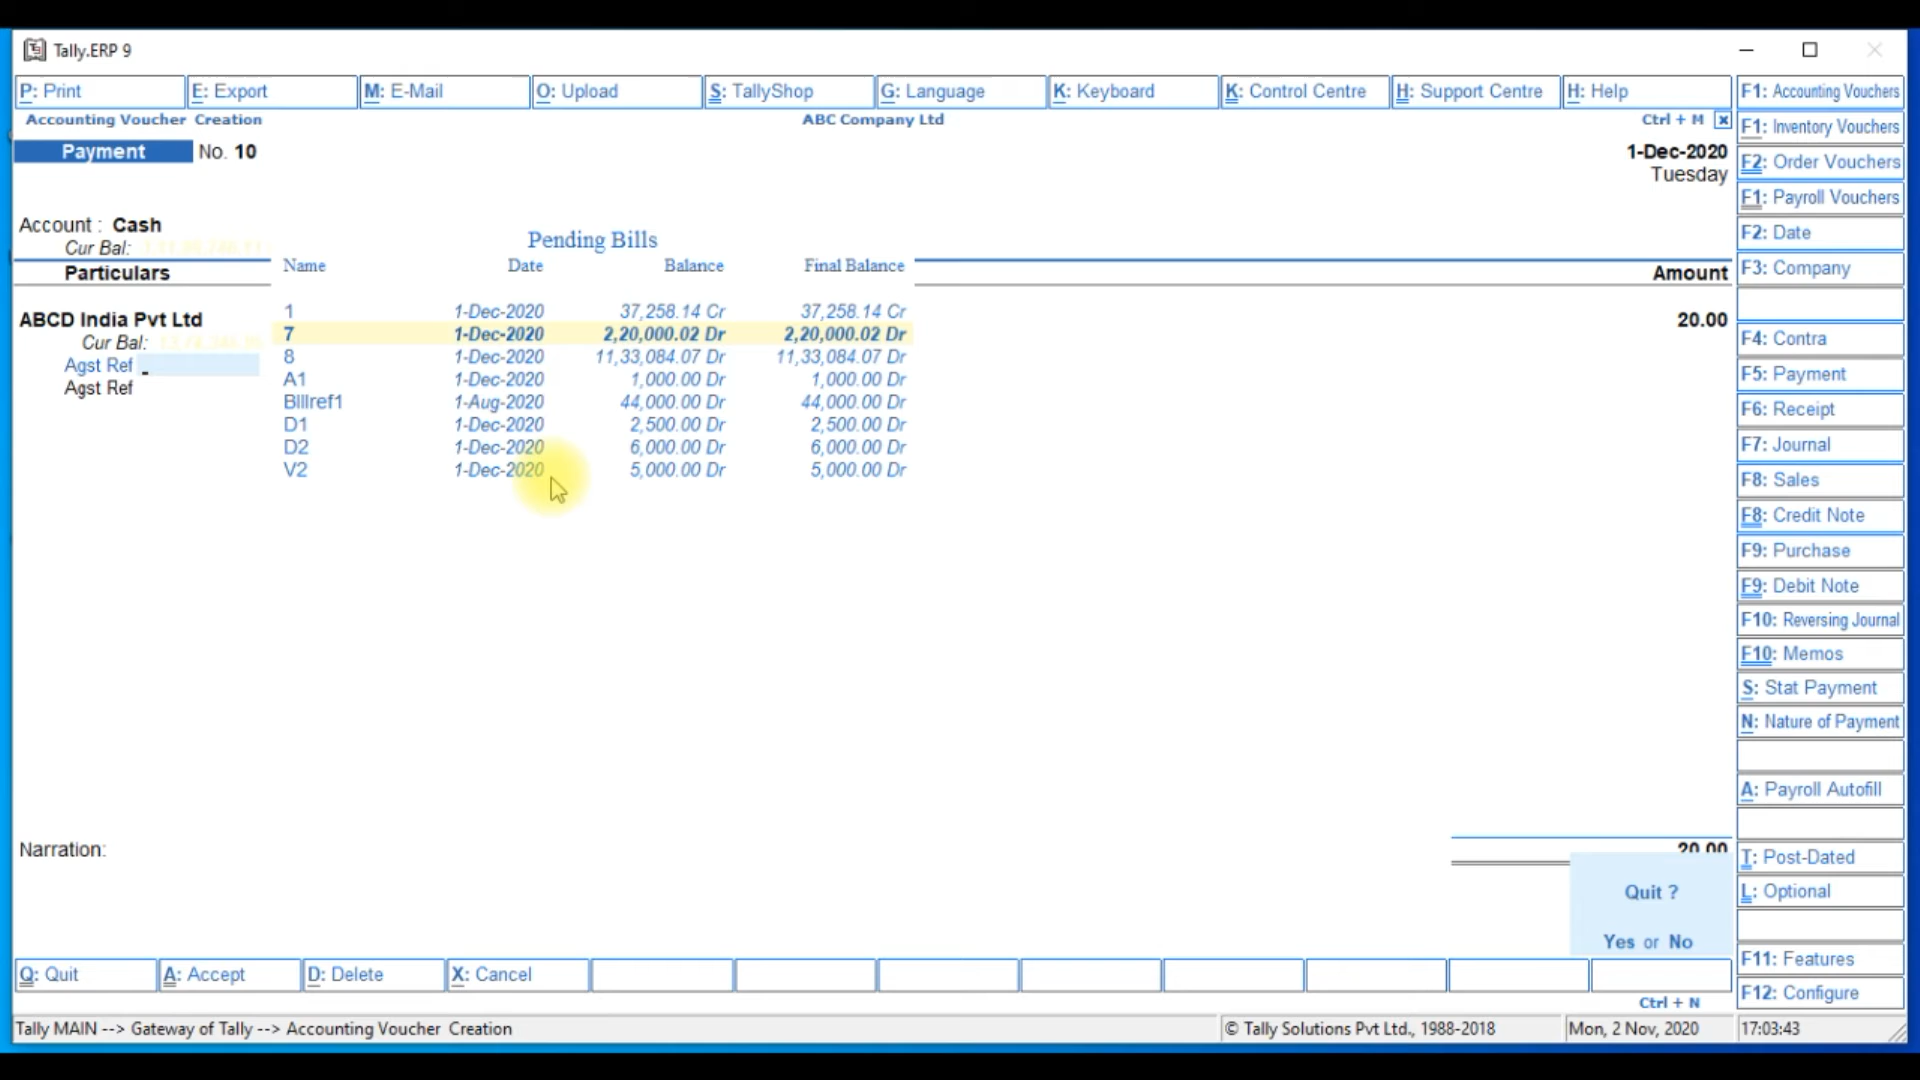 Tally.ERP 9
P: Print E: Export M: E-Mail O: Upload S: TallyShop G: Language K: Keyboard K: Control Centre H: Support Centre H: Help
Accounting Voucher Creation ABC Company Ltd Ctrl + M
Payment No. 10 1-Dec-2020
Tuesday
Account : Cash
Cur Bal:
Particulars Amount
Pending Bills
Name Date Balance Final Balance
1 1-Dec-2020 37,258.14 Cr 37,258.14 Cr
7 1-Dec-2020 2,20,000.02 Dr 2,20,000.02 Dr
8 1-Dec-2020 11,33,084.07 Dr 11,33,084.07 Dr
A1 1-Dec-2020 1,000.00 Dr 1,000.00 Dr
BIllref1 1-Aug-2020 44,000.00 Dr 44,000.00 Dr
D1 1-Dec-2020 2,500.00 Dr 2,500.00 Dr
D2 1-Dec-2020 6,000.00 Dr 6,000.00 Dr
V2 1-Dec-2020 5,000.00 Dr 5,000.00 Dr
ABCD India Pvt Ltd 20.00
Cur Bal:
Agst Ref
Agst Ref
Narration: 20.00
Quit ?
Yes or No
Q: Quit A: Accept D: Delete X: Cancel
Ctrl + N
F1: Accounting Vouchers
F1: Inventory Vouchers
F2: Order Vouchers
F1: Payroll Vouchers
F2: Date
F3: Company
F4: Contra
F5: Payment
F6: Receipt
F7: Journal
F8: Sales
F8: Credit Note
F9: Purchase
F9: Debit Note
F10: Reversing Journal
F10: Memos
S: Stat Payment
N: Nature of Payment
A: Payroll Autofill
T: Post-Dated
L: Optional
F11: Features
F12: Configure
Tally MAIN --> Gateway of Tally --> Accounting Voucher Creation © Tally Solutions Pvt Ltd., 1988-2018 Mon, 2 Nov, 2020 17:03:43